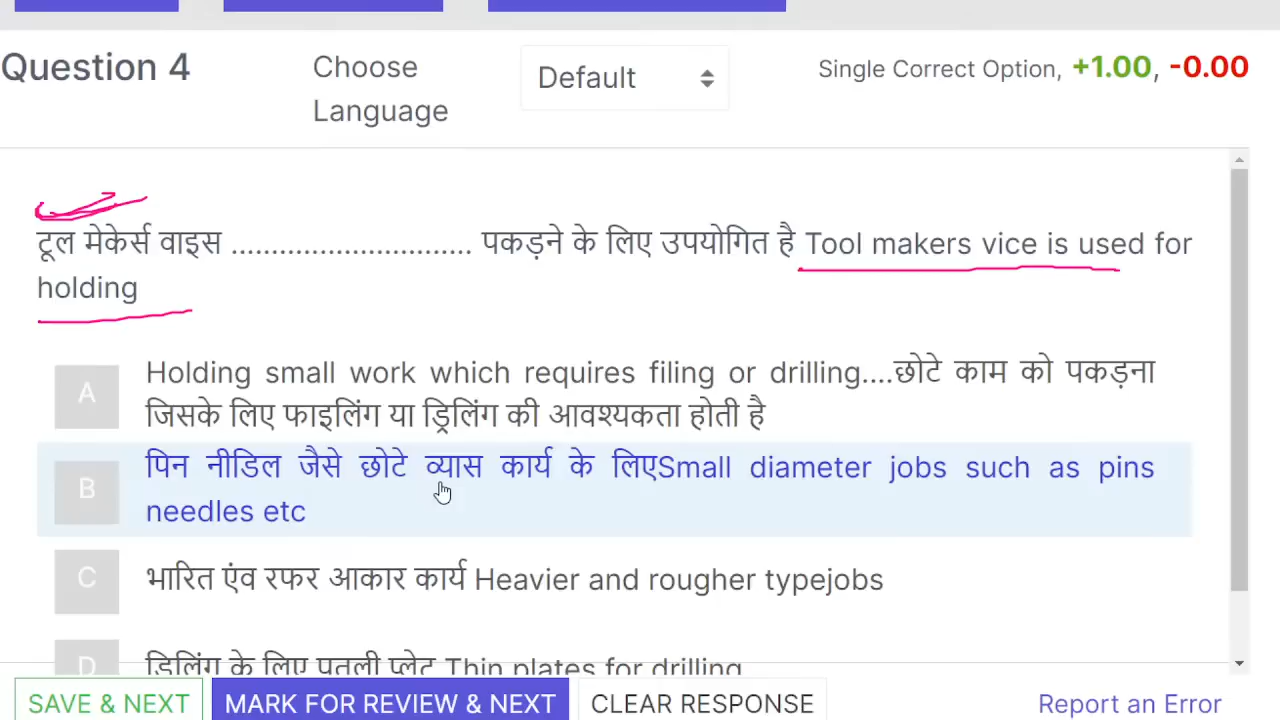 Question 4
Choose Language
Default
Single Correct Option, +1.00, -0.00
टूल मेकेर्स वाइस .............................. पकड़ने के लिए उपयोगित है Tool makers vice is used for
holding
A
Holding small work which requires filing or drilling....छोटे काम को पकड़ना
जिसके लिए फाइलिंग या ड्रिलिंग की आवश्यकता होती है
B
पिन नीडिल जैसे छोटे व्यास कार्य के लिएSmall diameter jobs such as pins
needles etc
C
भारित एंव रफर आकार कार्य Heavier and rougher typejobs
D
ड्रिलिंग के लिए पतली प्लेट Thin plates for drilling
SAVE & NEXT
MARK FOR REVIEW & NEXT
CLEAR RESPONSE
Report an Error